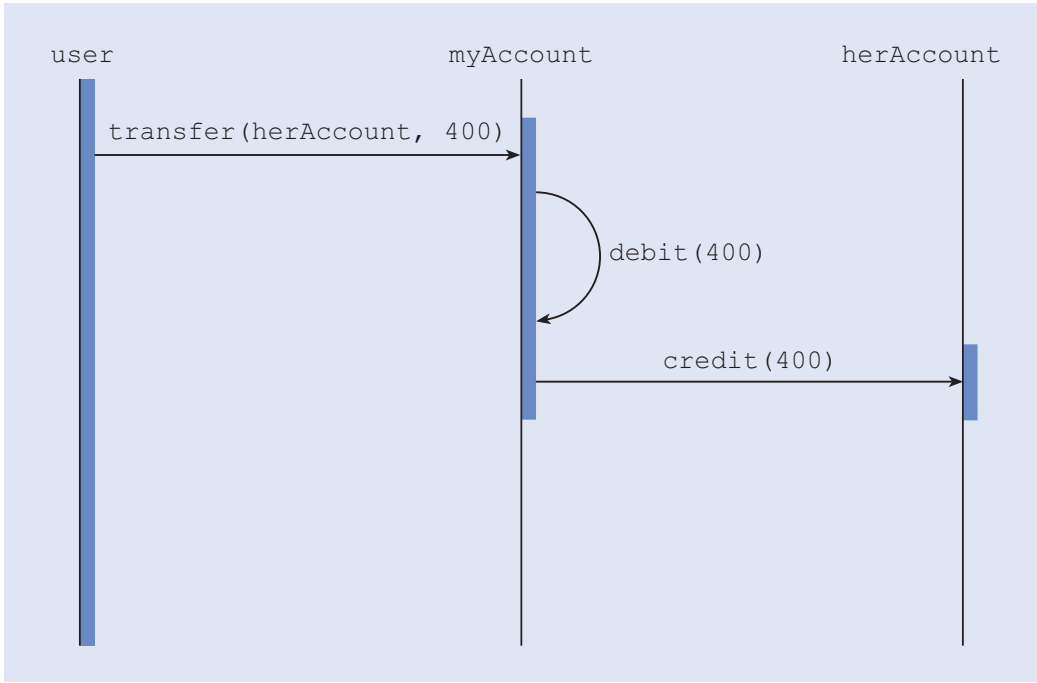 user
myAccount
herAccount
transfer(herAccount, 400)
debit(400)
credit(400)